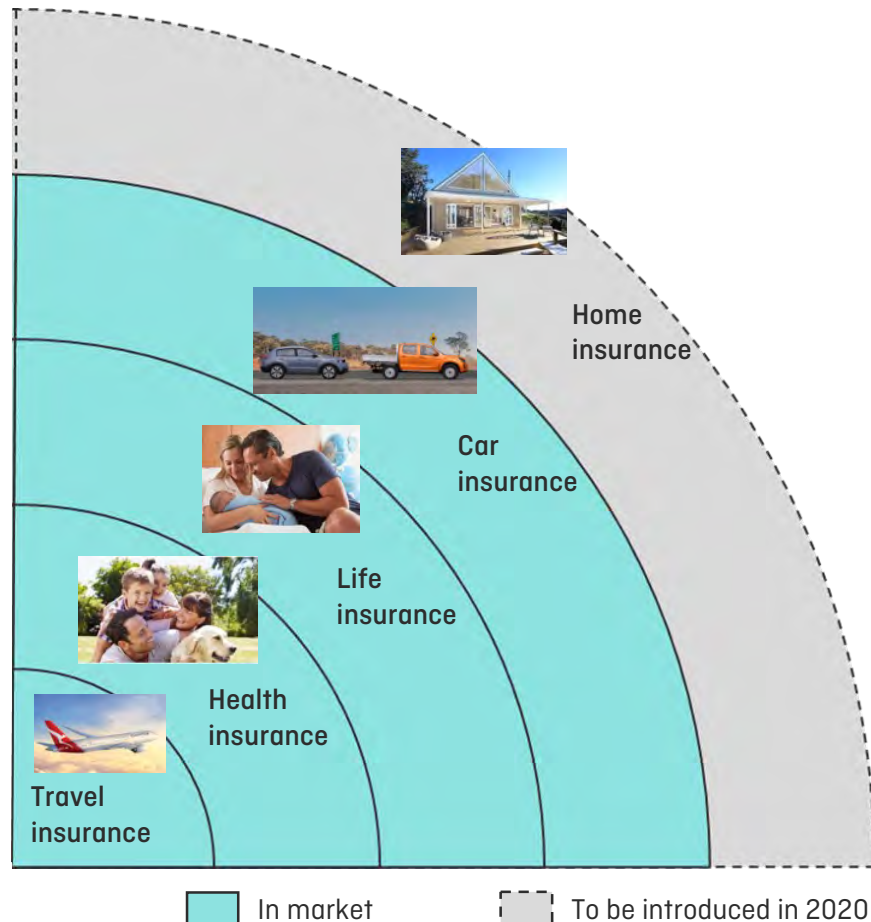 Home
insurance
Car
insurance
Life
insurance
Health
insurance
Travel
insurance
In market
To be introduced in 2020